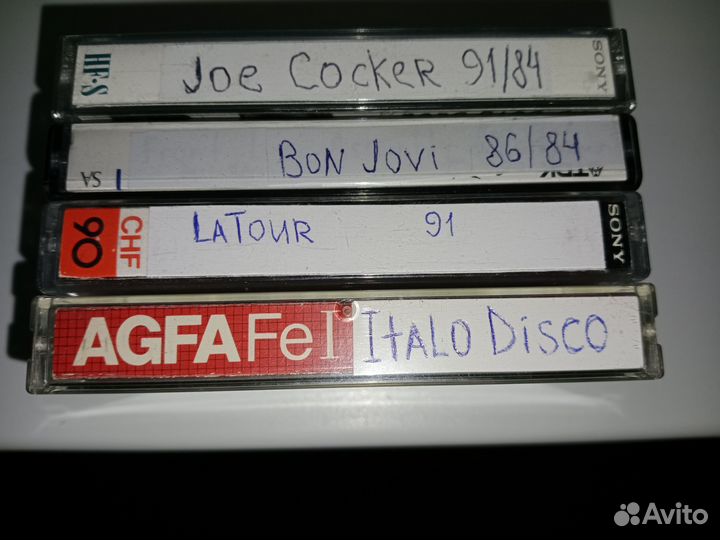 HF-S JOE COCKER 91/84 SONY
SA BON JOVI 86/84 TDK
CHF 90 LATOUR 91 SONY
AGFA FeI ITALO DISCO
Avito